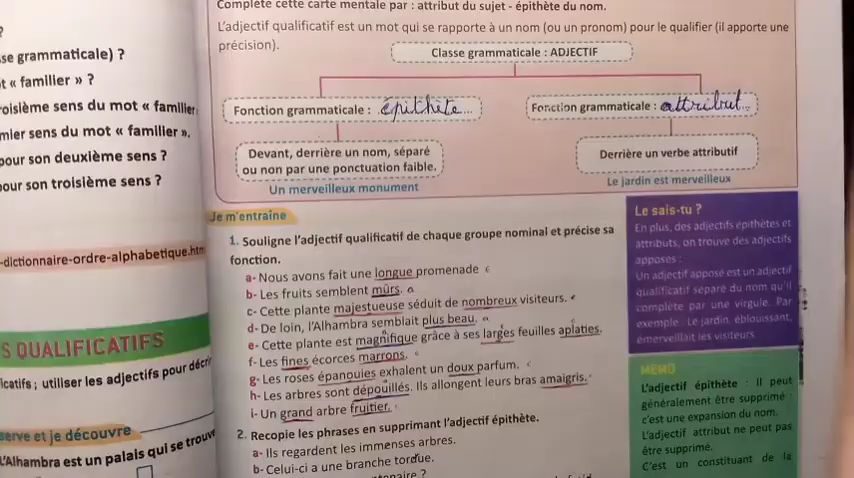 se grammaticale) ?
t « familier » ?
roisième sens du mot « familier
mier sens du mot « familier ».
pour son deuxième sens ?
pour son troisième sens ?
-dictionnaire-ordre-alphabetique.htm
S QUALIFICATIFS
icatifs ; utiliser les adjectifs pour décri
serve et je découvre
L'Alhambra est un palais qui se trouv
Complète cette carte mentale par : attribut du sujet - épithète du nom.
L'adjectif qualificatif est un mot qui se rapporte à un nom (ou un pronom) pour le qualifier (il apporte une
précision).
Classe grammaticale : ADJECTIF
Fonction grammaticale : épithète...
Devant, derrière un nom, séparé
ou non par une ponctuation faible.
Un merveilleux monument
Fonction grammaticale : attribut...
Derrière un verbe attributif
Le jardin est merveilleux
Je m'entraîne
1. Souligne l'adjectif qualificatif de chaque groupe nominal et précise sa
fonction.
a- Nous avons fait une longue promenade
b- Les fruits semblent mûrs.
c- Cette plante majestueuse séduit de nombreux visiteurs.
d- De loin, l'Alhambra semblait plus beau.
e- Cette plante est magnifique grâce à ses larges feuilles aplaties.
f- Les fines écorces marrons.
g- Les roses épanouies exhalent un doux parfum.
h- Les arbres sont dépouillés. Ils allongent leurs bras amaigris.
i- Un grand arbre fruitier.
2. Recopie les phrases en supprimant l'adjectif épithète.
a- Ils regardent les immenses arbres.
b- Celui-ci a une branche tordue.
Le sais-tu ?
En plus, des adjectifs épithètes et
attributs, on trouve des adjectifs
apposés :
Un adjectif apposé est un adjectif
qualificatif séparé du nom qu'il
complète par une virgule. Par
exemple : Le jardin, éblouissant,
émerveillait les visiteurs.
MEMO
L'adjectif épithète : Il peut
généralement être supprimé :
c'est une expansion du nom.
L'adjectif attribut ne peut pas
être supprimé.
C'est un constituant de la